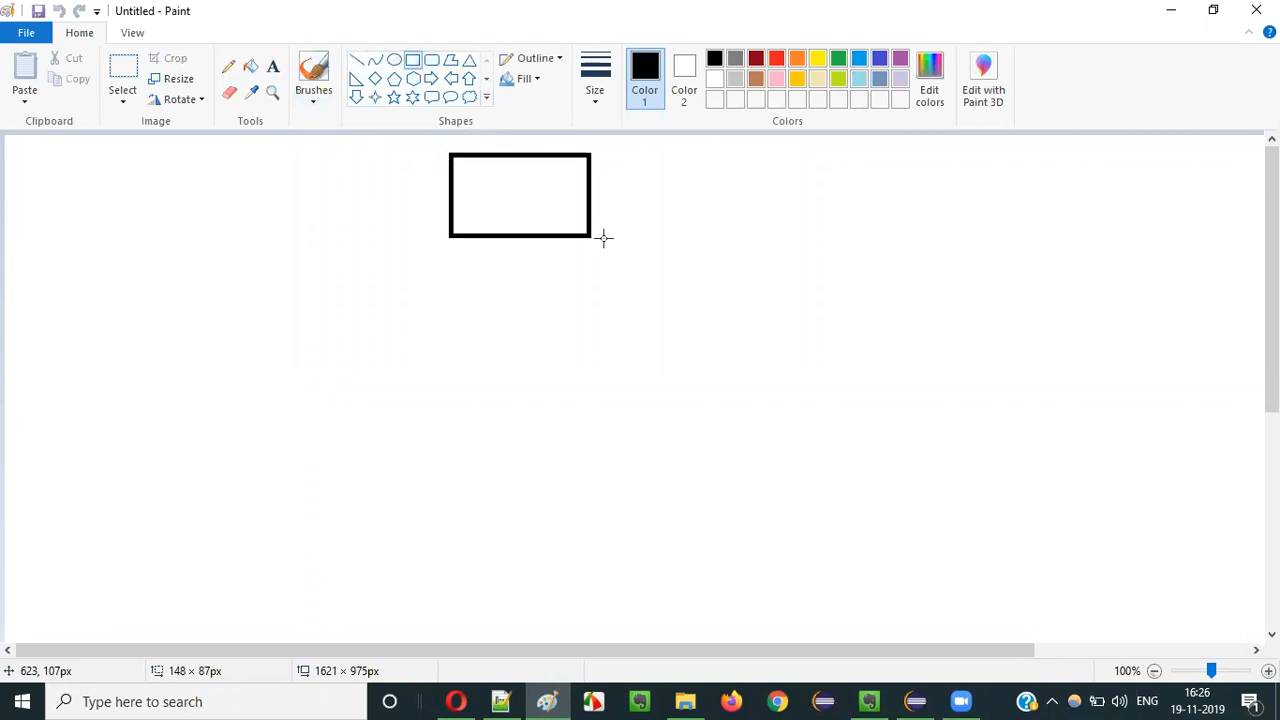 Untitled - Paint
File Home View
Paste
Cut
Copy
Clipboard
Select
Crop
Resize
Rotate
Image
A
Tools
Brushes
Outline
Fill
Shapes
Size
Color 1
Color 2
Edit colors
Colors
Edit with Paint 3D
623, 107px
148 × 87px
1621 × 975px
100%
Type here to search
ENG
16:26
19-11-2019
1